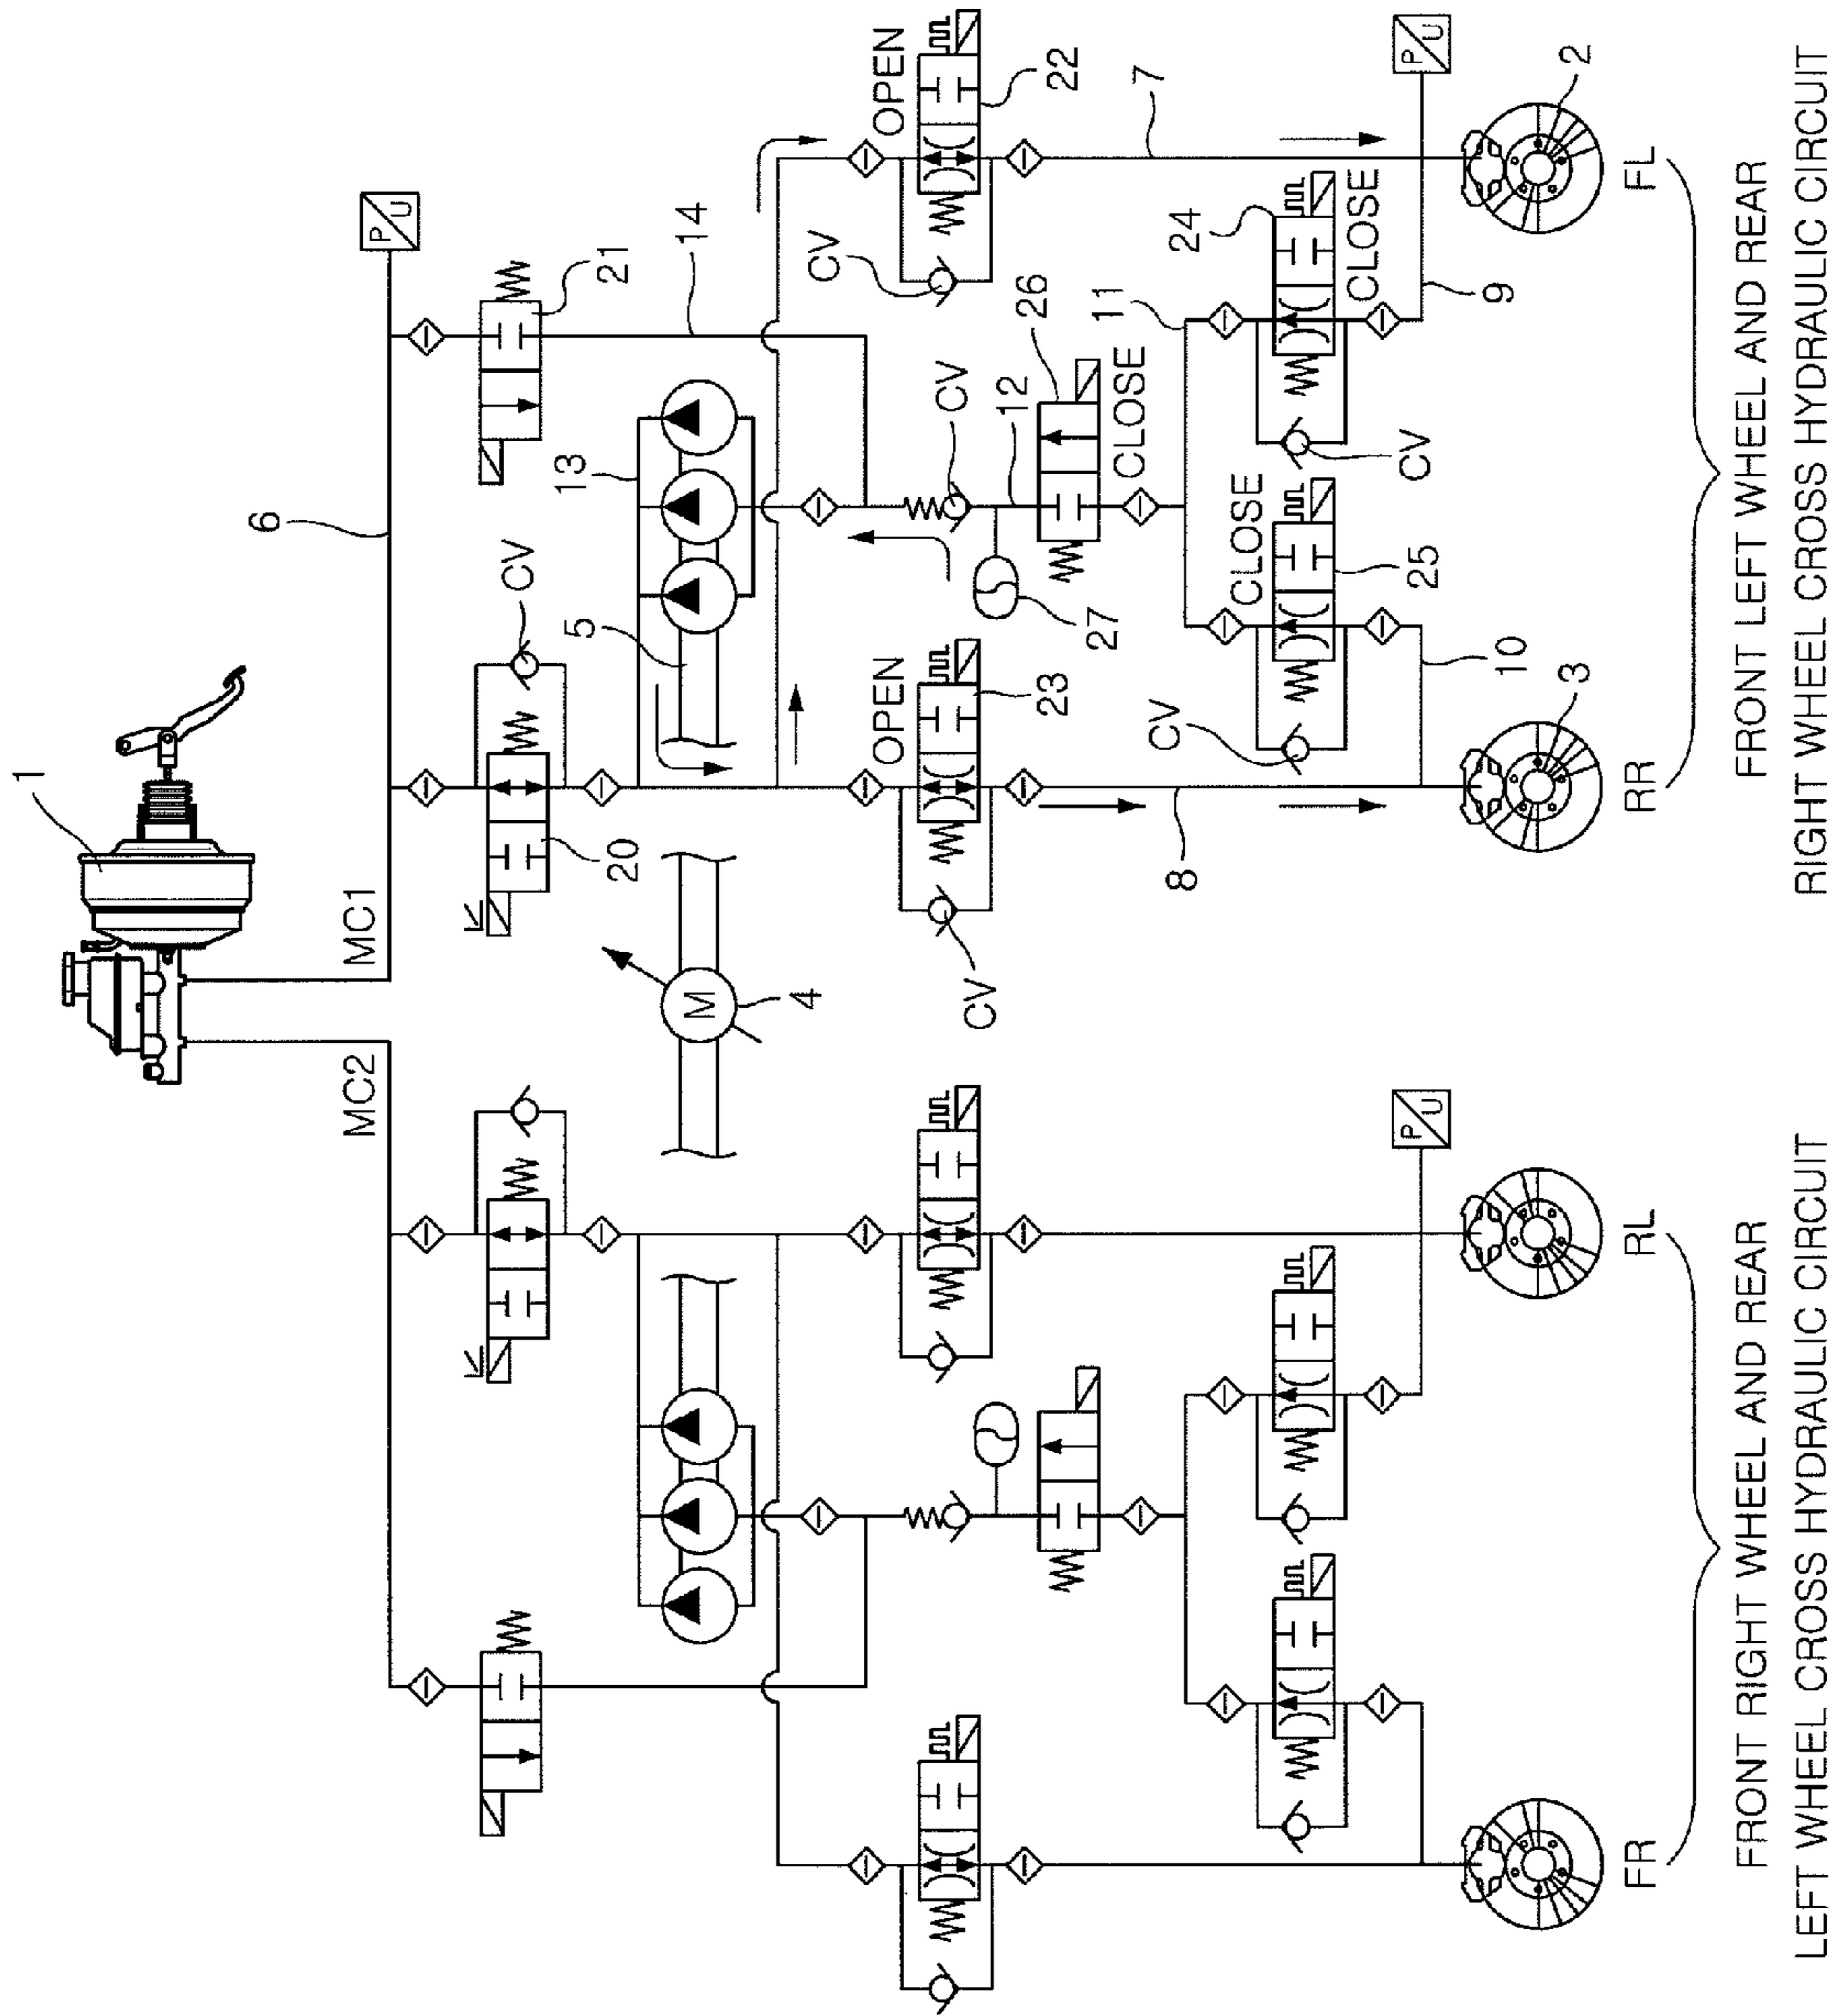 1
MC2
MC1
6
P/U
CV
20
21
14
13
5
M
4
OPEN
22
OPEN
23
CV
CV
CV
7
8
12
26
27
CLOSE
11
24
CLOSE
CLOSE
25
CV
CV
9
10
P/U
P/U
2
3
FR
RL
RR
FL
FRONT RIGHT WHEEL AND REAR
LEFT WHEEL CROSS HYDRAULIC CIRCUIT
FRONT LEFT WHEEL AND REAR
RIGHT WHEEL CROSS HYDRAULIC CIRCUIT